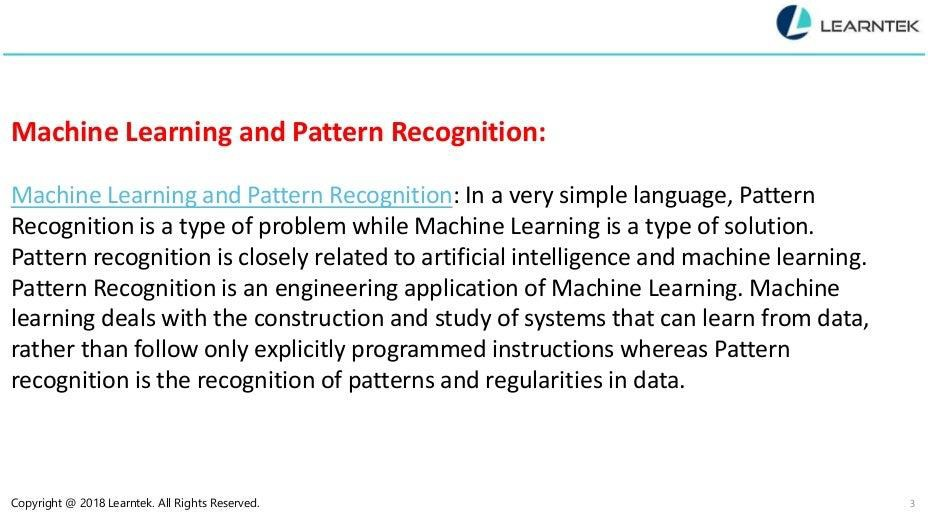 LEARNTEK
Machine Learning and Pattern Recognition:
Machine Learning and Pattern Recognition: In a very simple language, Pattern
Recognition is a type of problem while Machine Learning is a type of solution.
Pattern recognition is closely related to artificial intelligence and machine learning.
Pattern Recognition is an engineering application of Machine Learning. Machine
learning deals with the construction and study of systems that can learn from data,
rather than follow only explicitly programmed instructions whereas Pattern
recognition is the recognition of patterns and regularities in data.
Copyright @ 2018 Learntek. All Rights Reserved.
3